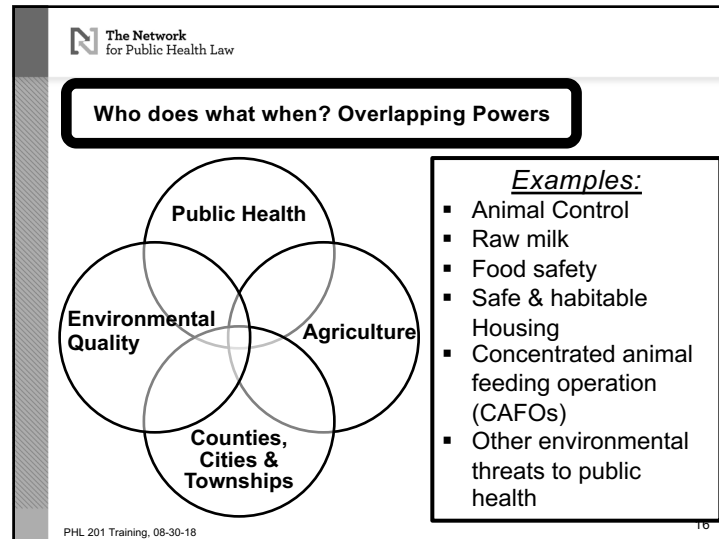 The Network
for Public Health Law
Who does what when? Overlapping Powers
Public Health
Environmental
Quality
Agriculture
Counties,
Cities &
Townships
Examples:
▪ Animal Control
▪ Raw milk
▪ Food safety
▪ Safe & habitable
Housing
▪ Concentrated animal
feeding operation
(CAFOs)
▪ Other environmental
threats to public
health
PHL 201 Training, 08-30-18
16